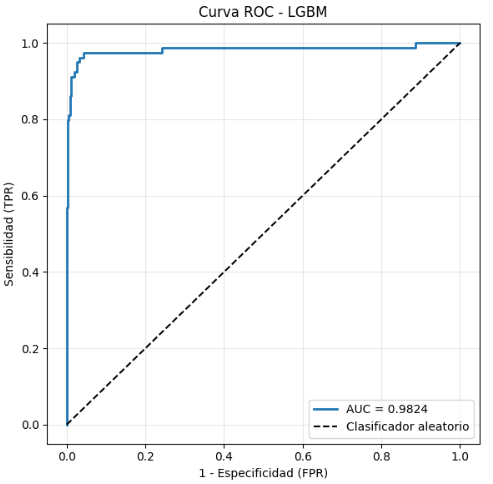 Curva ROC - LGBM
Sensibilidad (TPR)
1.0
0.8
0.6
0.4
0.2
0.0
AUC = 0.9824
Clasificador aleatorio
0.0 0.2 0.4 0.6 0.8 1.0
1 - Especificidad (FPR)